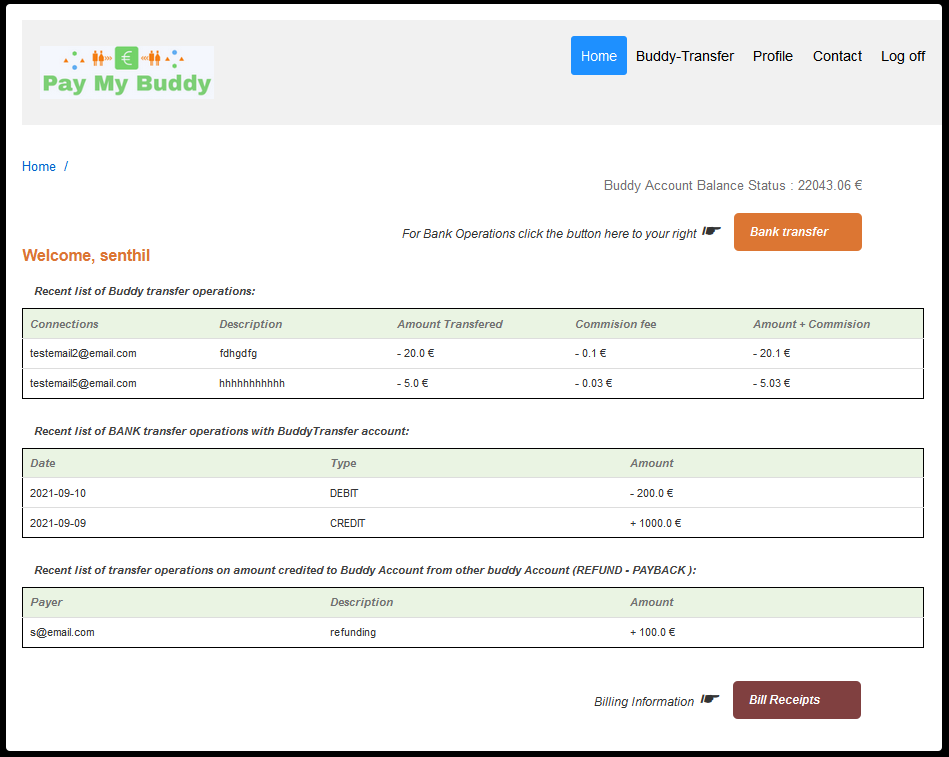 €
Pay My Buddy
Home Buddy-Transfer Profile Contact Log off
Home /
Buddy Account Balance Status : 22043.06 €
For Bank Operations click the button here to your right ☛ Bank transfer
Welcome, senthil
Recent list of Buddy transfer operations:
Connections Description Amount Transfered Commision fee Amount + Commision
testemail2@email.com fdhgdfg - 20.0 € - 0.1 € - 20.1 €
testemail5@email.com hhhhhhhhhhh - 5.0 € - 0.03 € - 5.03 €
Recent list of BANK transfer operations with BuddyTransfer account:
Date Type Amount
2021-09-10 DEBIT - 200.0 €
2021-09-09 CREDIT + 1000.0 €
Recent list of transfer operations on amount credited to Buddy Account from other buddy Account (REFUND - PAYBACK ):
Payer Description Amount
s@email.com refunding + 100.0 €
Billing Information ☛ Bill Receipts